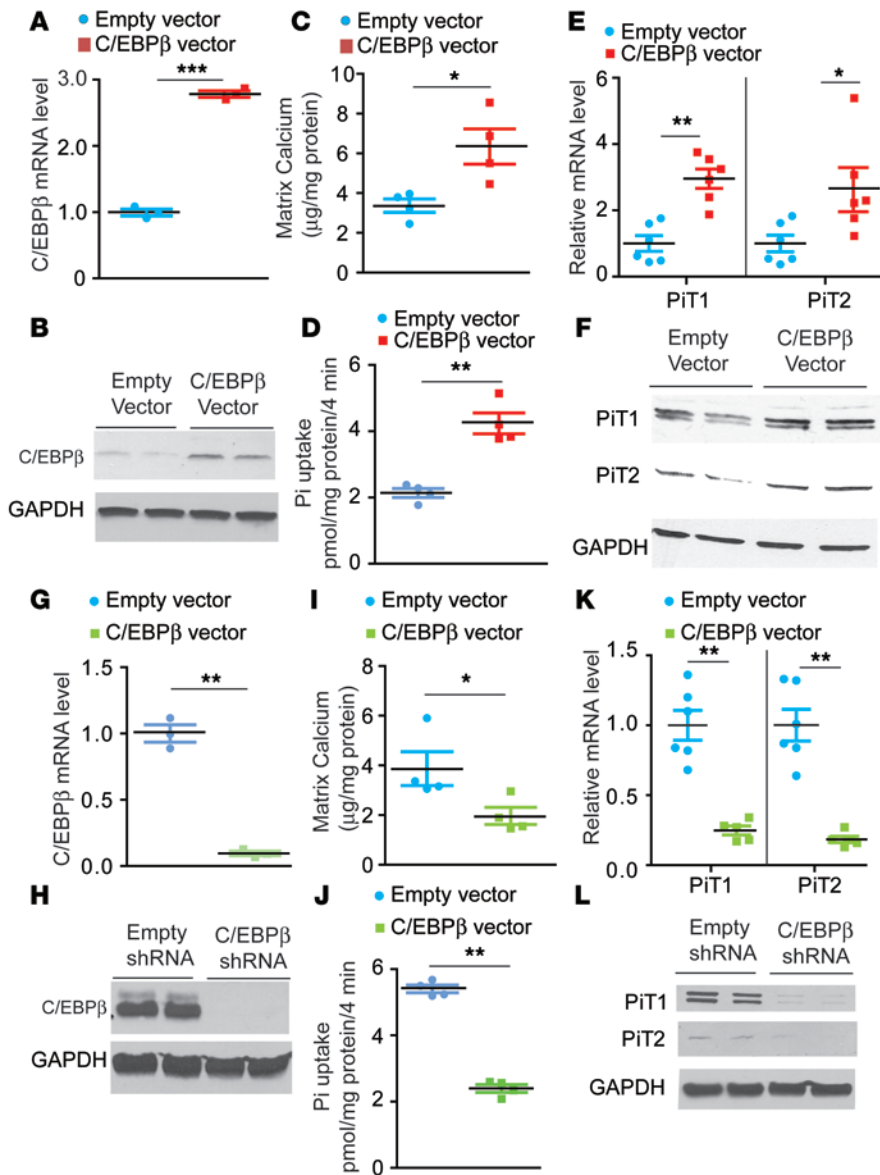 A
Empty vector
C/EBPβ vector
***
3.0
2.0
1.0
0.0
C/EBPβ mRNA level
B
Empty
Vector
C/EBPβ
Vector
C/EBPβ
GAPDH
C
Empty vector
C/EBPβ vector
*
10
8
6
4
2
0
Matrix Calcium
(µg/mg protein)
D
Empty vector
C/EBPβ vector
**
6
4
2
0
Pi uptake
pmol/mg protein/4 min
E
Empty vector
C/EBPβ vector
**
*
6
4
2
0
Relative mRNA level
PiT1
PiT2
F
Empty
Vector
C/EBPβ
Vector
PiT1
PiT2
GAPDH
G
Empty vector
C/EBPβ vector
**
1.5
1.0
0.5
0.0
C/EBPβ mRNA level
H
Empty
shRNA
C/EBPβ
shRNA
C/EBPβ
GAPDH
I
Empty vector
C/EBPβ vector
*
8
6
4
2
0
Matrix Calcium
(µg/mg protein)
J
Empty vector
C/EBPβ vector
**
6
4
2
0
Pi uptake
pmol/mg protein/4 min
K
Empty vector
C/EBPβ vector
**
**
1.5
1.0
0.5
0
Relative mRNA level
PiT1
PiT2
L
Empty
shRNA
C/EBPβ
shRNA
PiT1
PiT2
GAPDH